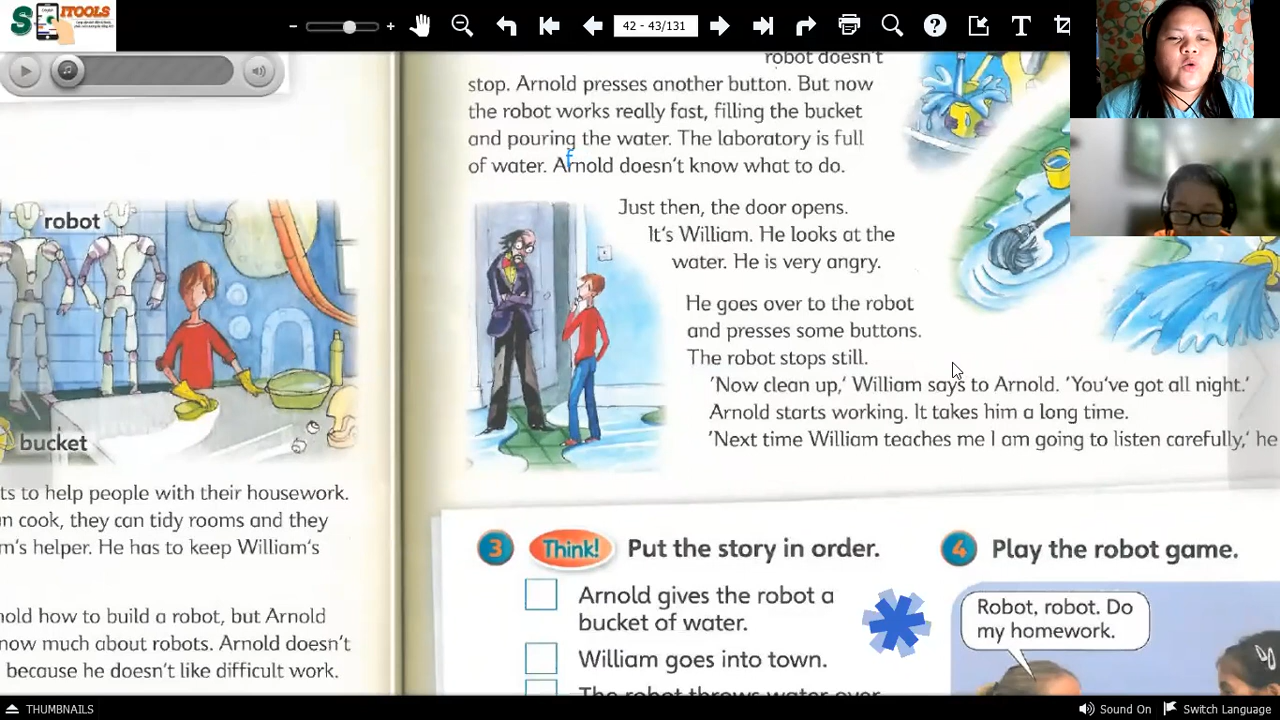 S ITOOLS
42 - 43/131
robot
bucket
ts to help people with their housework.
n cook, they can tidy rooms and they
m's helper. He has to keep William's
nold how to build a robot, but Arnold
now much about robots. Arnold doesn't
because he doesn't like difficult work.
robot doesn't
stop. Arnold presses another button. But now
the robot works really fast, filling the bucket
and pouring the water. The laboratory is full
of water. Arnold doesn't know what to do.
Just then, the door opens.
It's William. He looks at the
water. He is very angry.
He goes over to the robot
and presses some buttons.
The robot stops still.
'Now clean up,' William says to Arnold. 'You've got all night.'
Arnold starts working. It takes him a long time.
'Next time William teaches me I am going to listen carefully,' he
3 Think! Put the story in order.
Arnold gives the robot a
bucket of water.
William goes into town.
The robot throws water over
4 Play the robot game.
Robot, robot. Do
my homework.
THUMBNAILS
Sound On
Switch Language